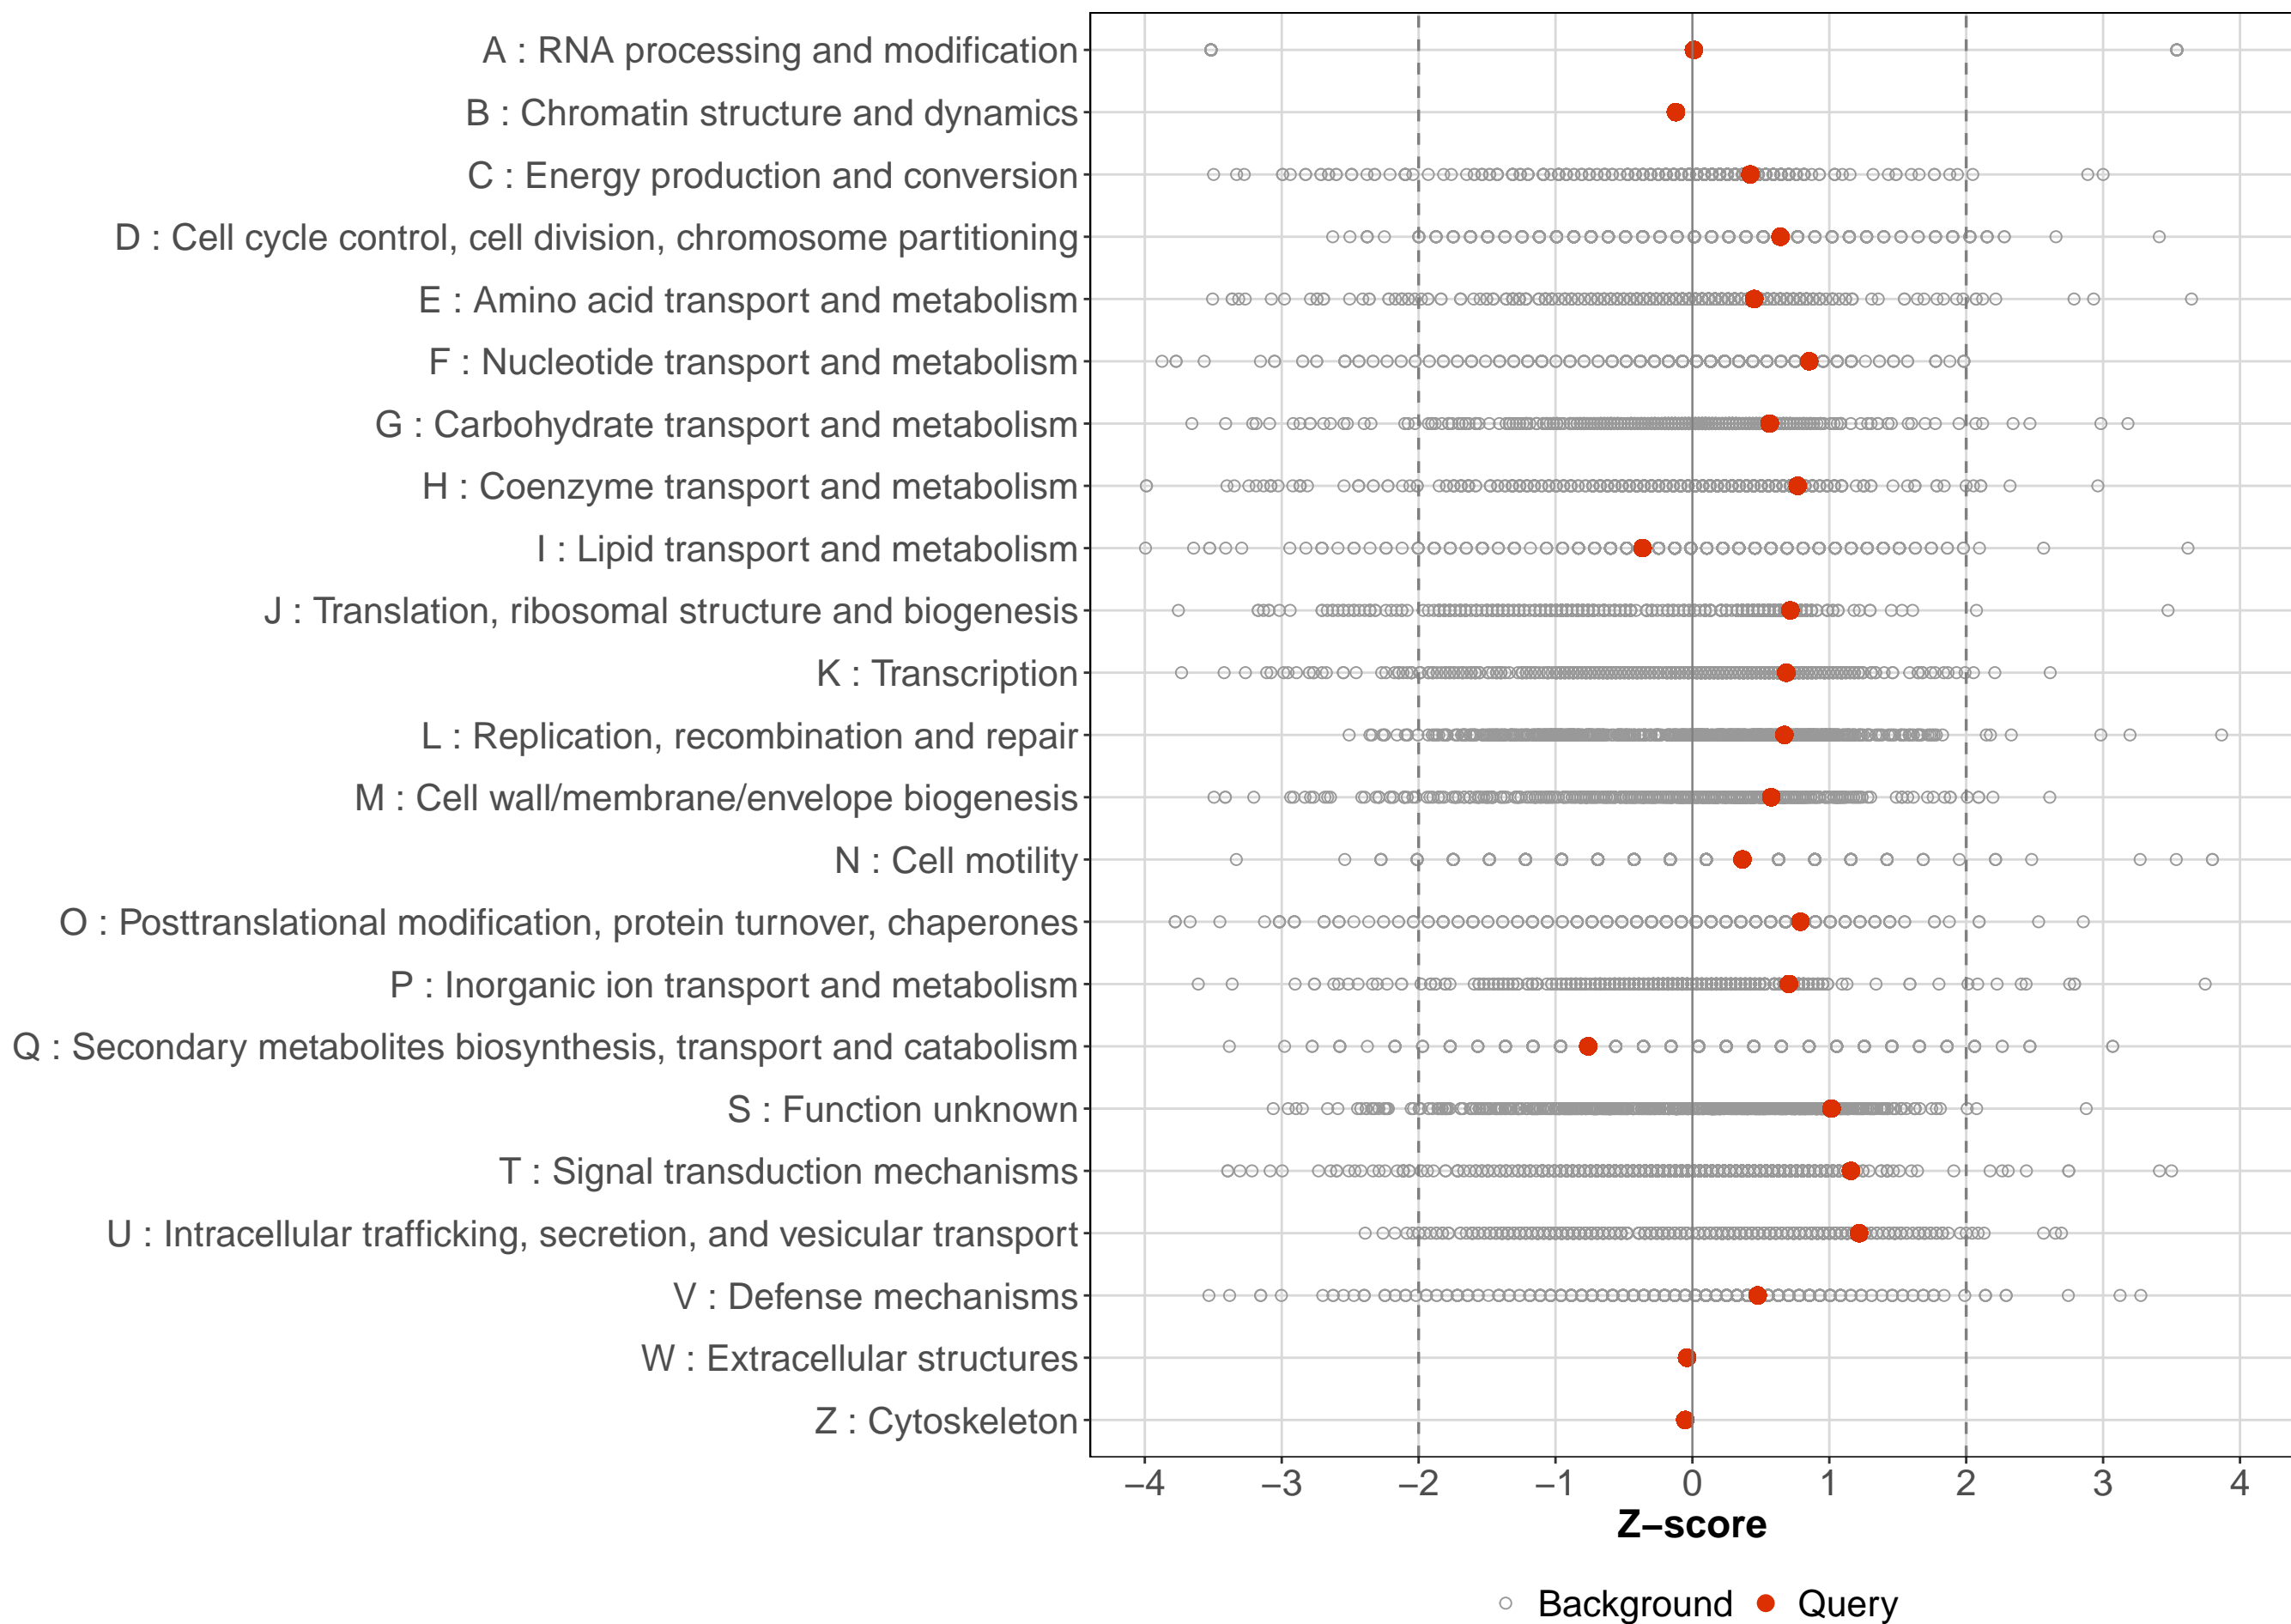 A : RNA processing and modification
B : Chromatin structure and dynamics
C : Energy production and conversion
D : Cell cycle control, cell division, chromosome partitioning
E : Amino acid transport and metabolism
F : Nucleotide transport and metabolism
G : Carbohydrate transport and metabolism
H : Coenzyme transport and metabolism
I : Lipid transport and metabolism
J : Translation, ribosomal structure and biogenesis
K : Transcription
L : Replication, recombination and repair
M : Cell wall/membrane/envelope biogenesis
N : Cell motility
O : Posttranslational modification, protein turnover, chaperones
P : Inorganic ion transport and metabolism
Q : Secondary metabolites biosynthesis, transport and catabolism
S : Function unknown
T : Signal transduction mechanisms
U : Intracellular trafficking, secretion, and vesicular transport
V : Defense mechanisms
W : Extracellular structures
Z : Cytoskeleton
−4 −3 −2 −1 0 1 2 3 4
Z−score
Background Query